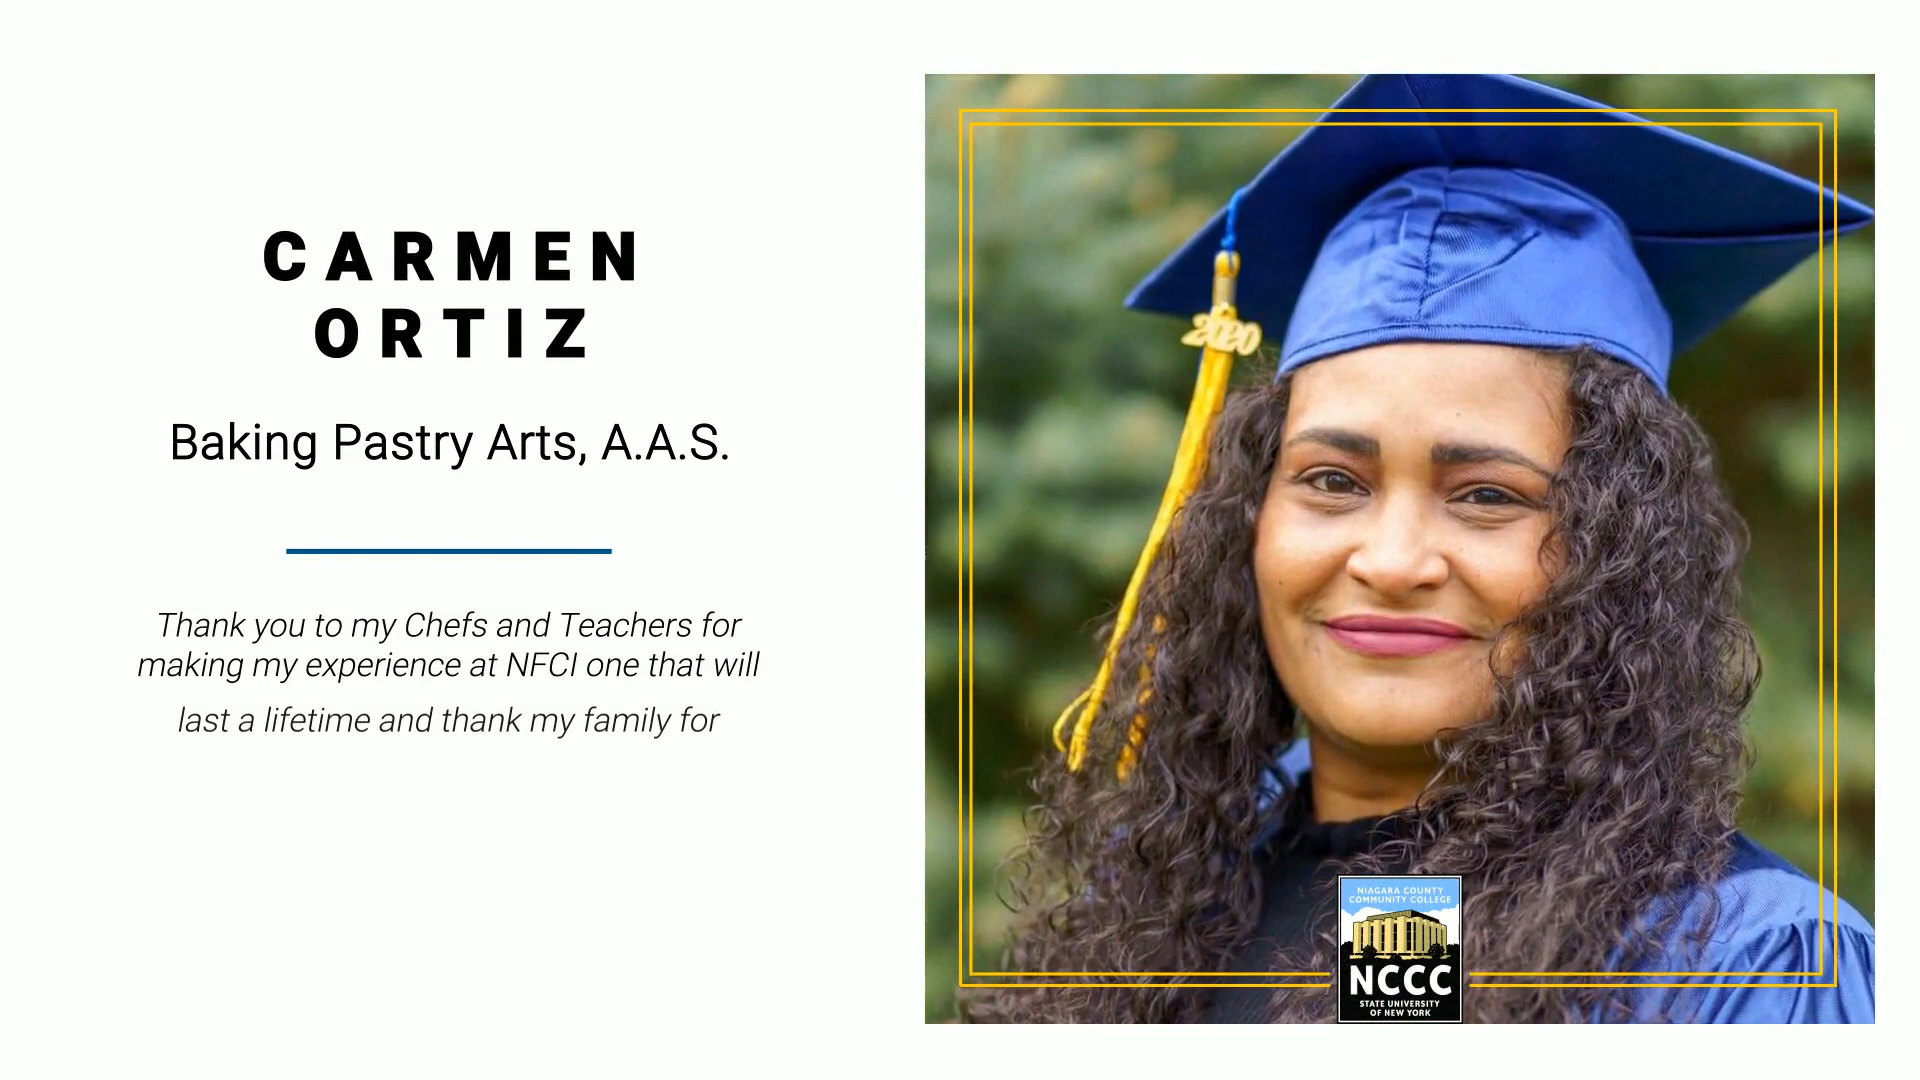 CARMEN
ORTIZ
Baking Pastry Arts, A.A.S.
Thank you to my Chefs and Teachers for
making my experience at NFCI one that will
last a lifetime and thank my family for
2020
NIAGARA COUNTY
COMMUNITY COLLEGE
NCCC
STATE UNIVERSITY
OF NEW YORK